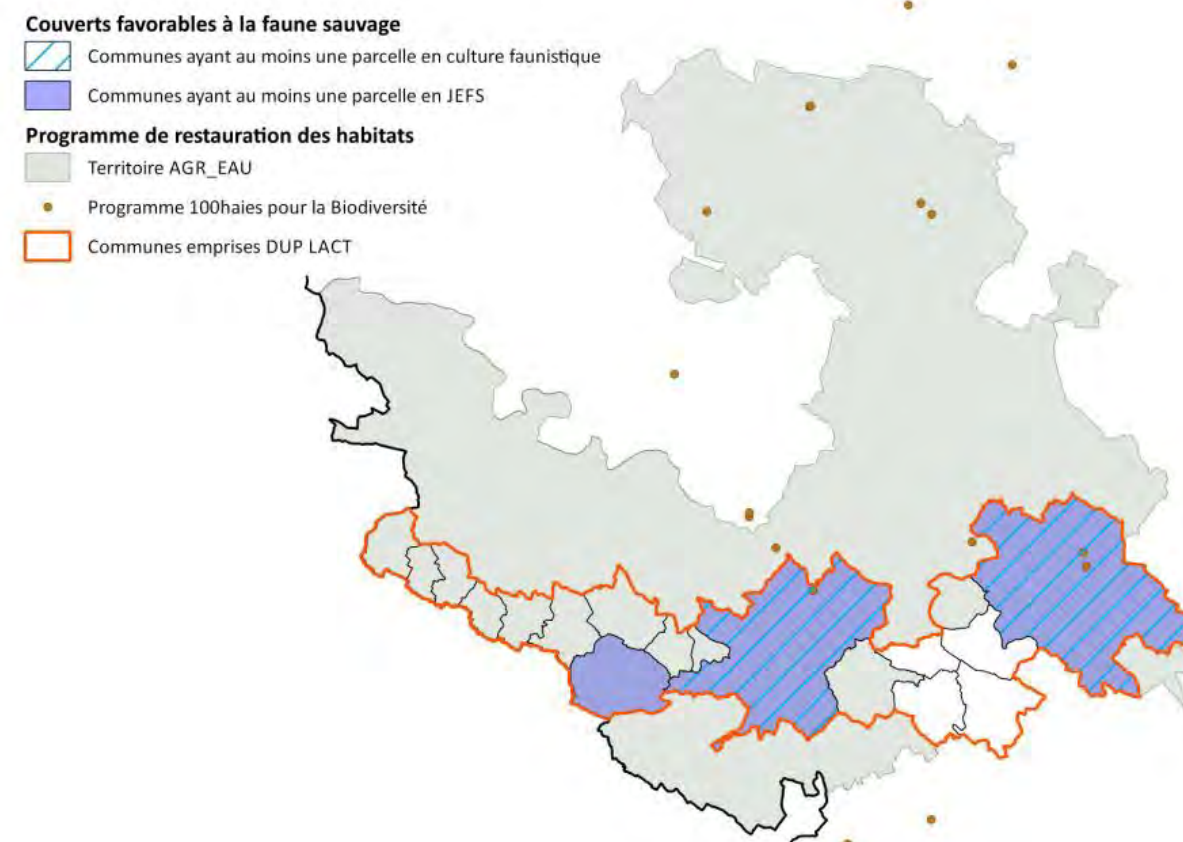 Couverts favorables à la faune sauvage
Communes ayant au moins une parcelle en culture faunistique
Communes ayant au moins une parcelle en JEFS
Programme de restauration des habitats
Territoire AGR_EAU
Programme 100haies pour la Biodiversité
Communes emprises DUP LACT